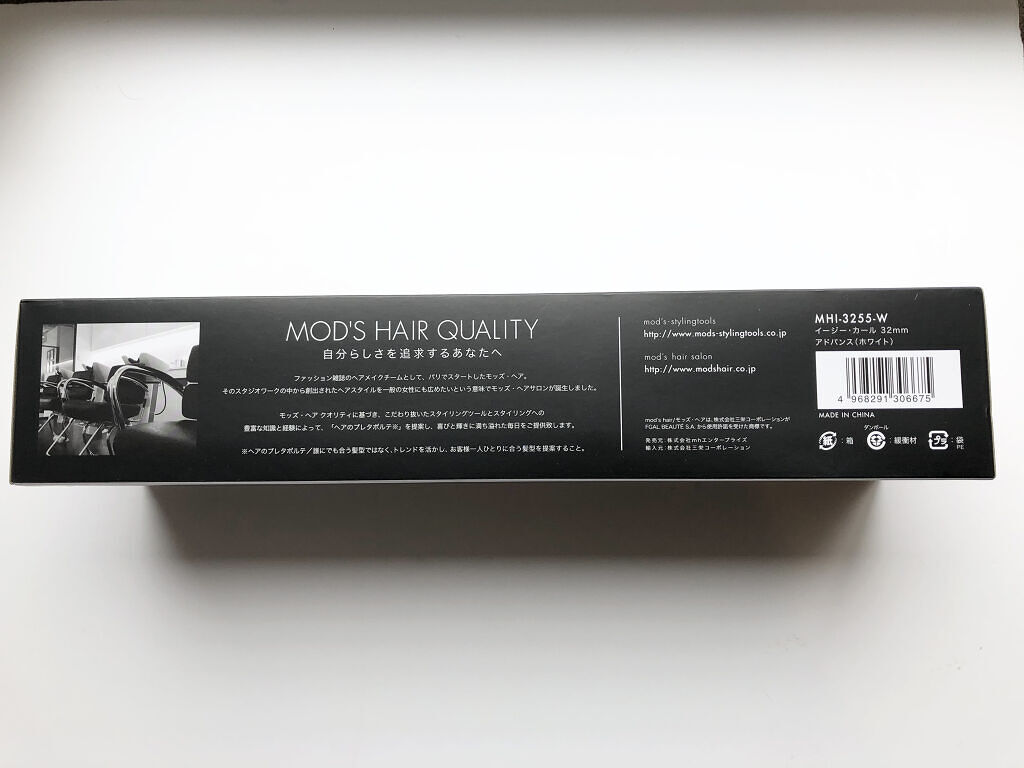 MOD'S HAIR QUALITY
自分らしさを追求するあなたへ
ファッション雑誌のヘアメイクチームとして、パリでスタートしたモッズ・ヘア。
そのスタジオワークの中から創出されたヘアスタイルを一般の女性にも広めたいという意味でモッズ・ヘアサロンが誕生しました。
モッズ・ヘア クオリティに基づき、こだわり抜いたスタイリングツールとスタイリングへの
豊富な知識と経験によって、「ヘアのプレタポルテ※」を提案し、喜びと輝きに満ち溢れた毎日をご提供致します。
※ヘアのプレタポルテ/誰にでも合う髪型ではなく、トレンドを活かし、お客様一人ひとりに合う髪型を提案すること。
mod's-stylingtools
http://www.mods-stylingtools.co.jp
mod's hair salon
http://www.modshair.co.jp
mod's hair/モッズ・ヘアは、株式会社三栄コーポレーションが
FGAL BEAUTÉ S.A. から使用許諾を受けた商標です。
発売元:株式会社mhエンタープライズ
輸入元:株式会社三栄コーポレーション
MHI-3255-W
イージー・カール 32mm
アドバンス(ホワイト)
4 968291 306675
MADE IN CHINA
紙 :箱
ダンボール :緩衝材
プラ :袋
PE